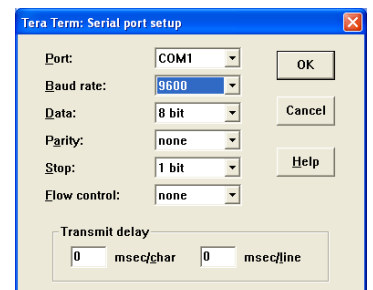 Tera Term: Serial port setup
Port: COM1 OK
Baud rate: 9600
Data: 8 bit Cancel
Parity: none
Stop: 1 bit Help
Flow control: none
Transmit delay
0 msec/char 0 msec/line